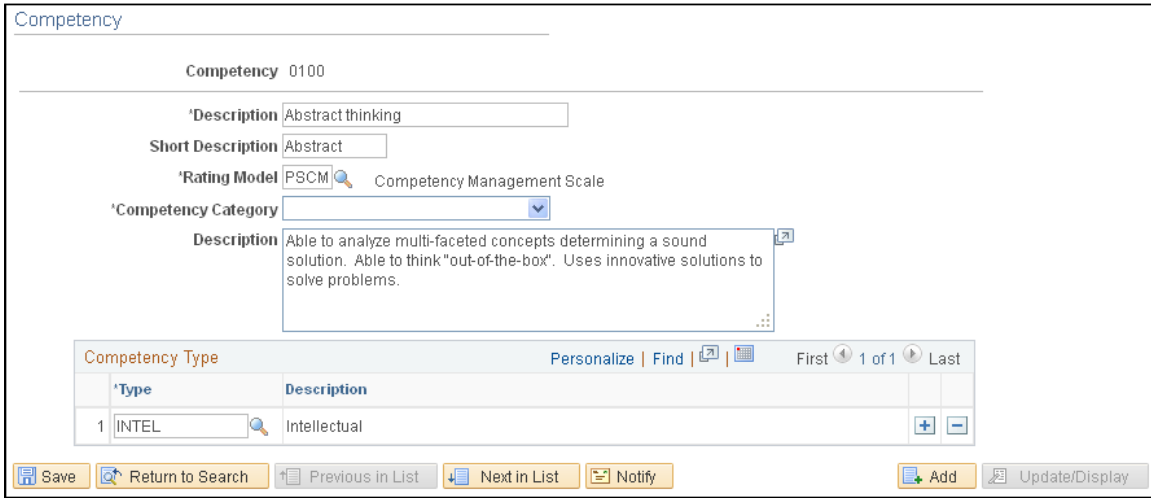 Competency
Competency 0100
*Description Abstract thinking
Short Description Abstract
*Rating Model PSCM Competency Management Scale
*Competency Category
Description Able to analyze multi-faceted concepts determining a sound
solution. Able to think "out-of-the-box". Uses innovative solutions to
solve problems.
Competency Type Personalize | Find | | First 1 of 1 Last
*Type Description
1 INTEL Intellectual
Save Return to Search Previous in List Next in List Notify Add Update/Display